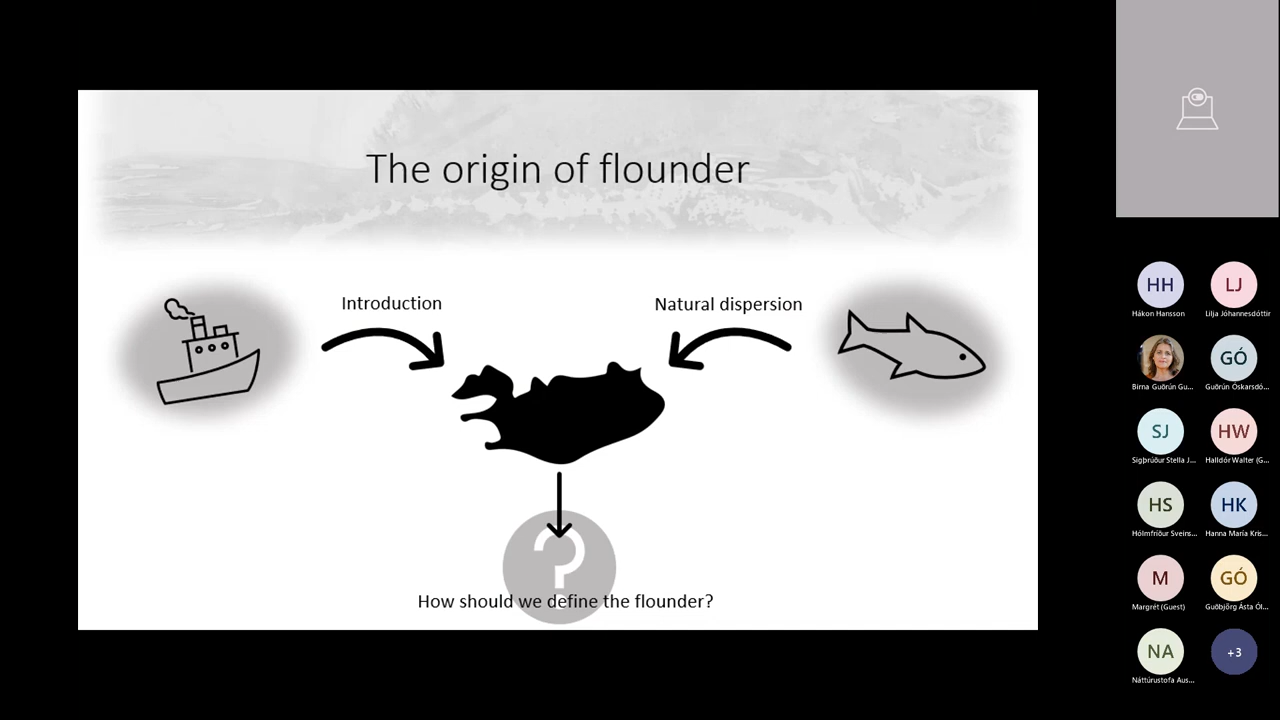 The origin of flounder
Introduction
Natural dispersion
?
How should we define the flounder?
HH
LJ
Hákon Hansson
Lilja Jóhannesdóttir
GÓ
Birna Guðrún Gu...
Guðrún Óskarsdó...
SJ
HW
Sigþrúður Stella J...
Halldór Walter (G...
HS
HK
Hólmfríður Sveins...
Hanna María Kris...
M
GÓ
Margrét (Guest)
Guðbjörg Ásta Ól...
NA
+3
Náttúrustofa Aus...